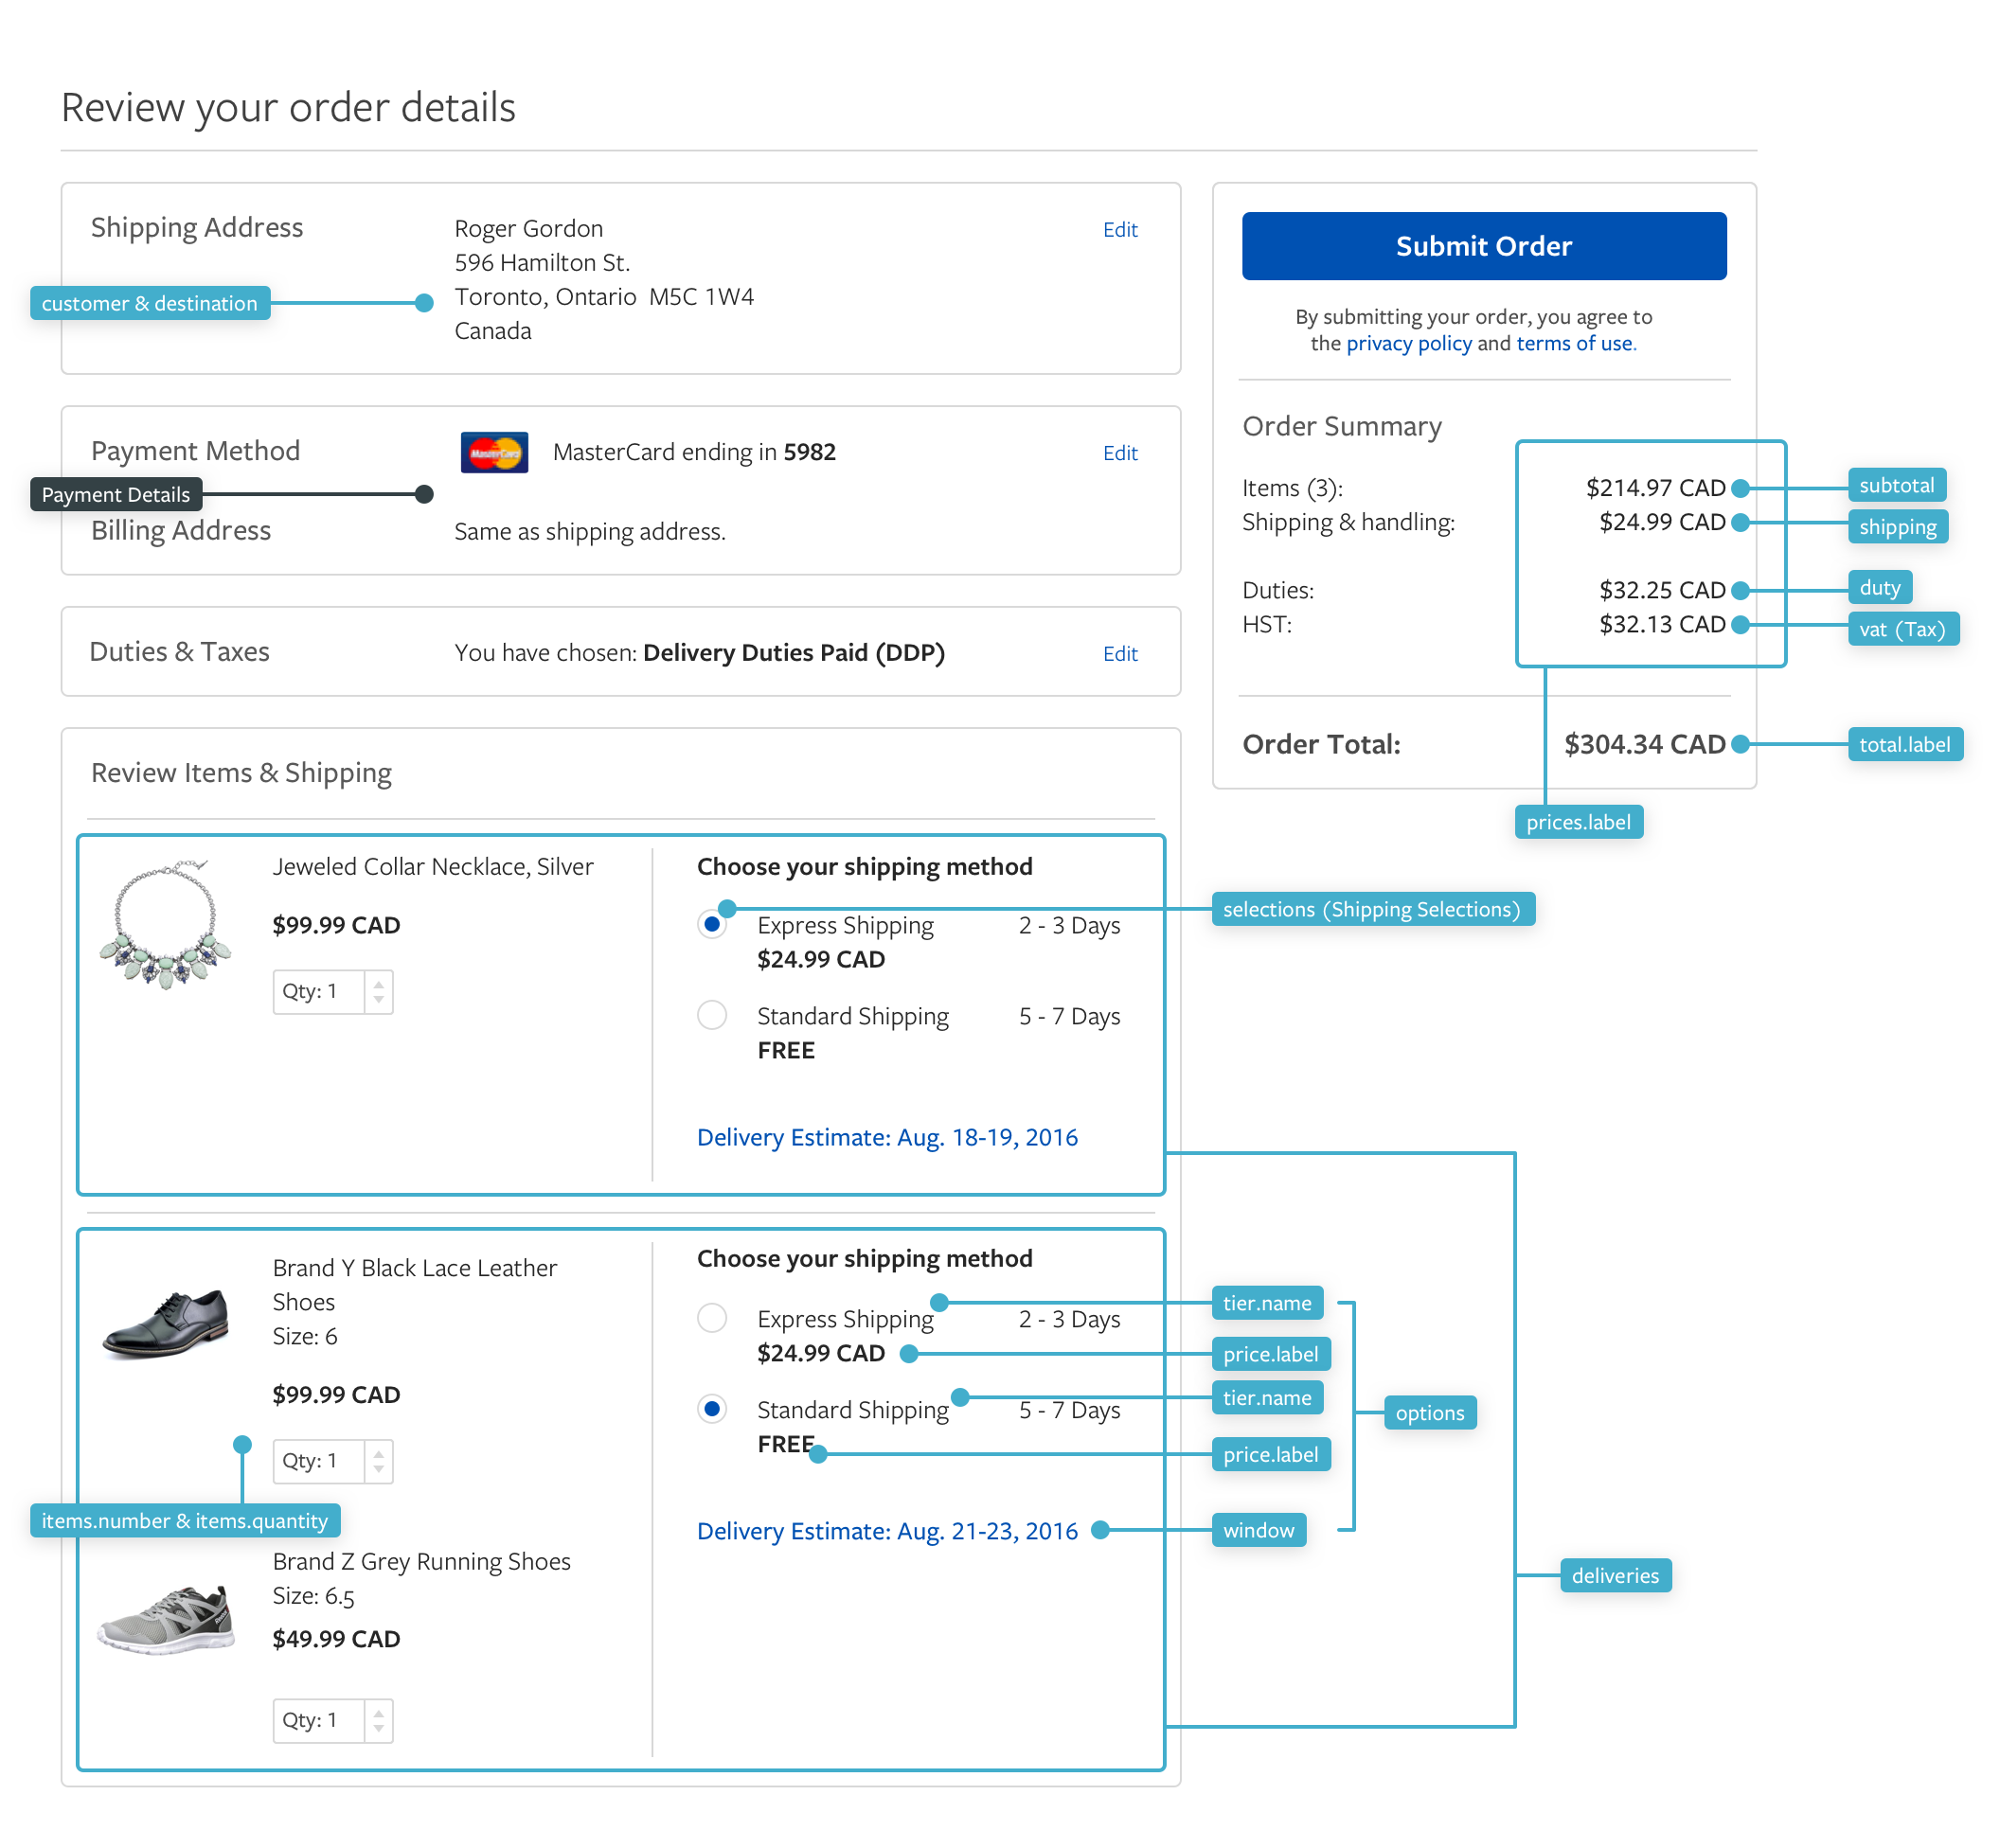 Review your order details
Shipping Address
Roger Gordon
596 Hamilton St.
Toronto, Ontario M5C 1W4
Canada
Edit
customer & destination
Payment Method
MasterCard
MasterCard ending in 5982
Edit
Payment Details
Billing Address
Same as shipping address.
Duties & Taxes
You have chosen: Delivery Duties Paid (DDP)
Edit
Submit Order
By submitting your order, you agree to
the privacy policy and terms of use.
Order Summary
Items (3): $214.97 CAD
subtotal
Shipping & handling: $24.99 CAD
shipping
Duties: $32.25 CAD
duty
HST: $32.13 CAD
vat (Tax)
Order Total: $304.34 CAD
total.label
prices.label
Review Items & Shipping
Jeweled Collar Necklace, Silver
$99.99 CAD
Qty: 1
Choose your shipping method
selections (Shipping Selections)
Express Shipping 2 - 3 Days
$24.99 CAD
Standard Shipping 5 - 7 Days
FREE
Delivery Estimate: Aug. 18-19, 2016
Brand Y Black Lace Leather
Shoes
Size: 6
$99.99 CAD
Qty: 1
items.number & items.quantity
Brand Z Grey Running Shoes
Size: 6.5
$49.99 CAD
Qty: 1
Choose your shipping method
Express Shipping 2 - 3 Days
tier.name
$24.99 CAD
price.label
Standard Shipping 5 - 7 Days
tier.name
FREE
price.label
options
Delivery Estimate: Aug. 21-23, 2016
window
deliveries